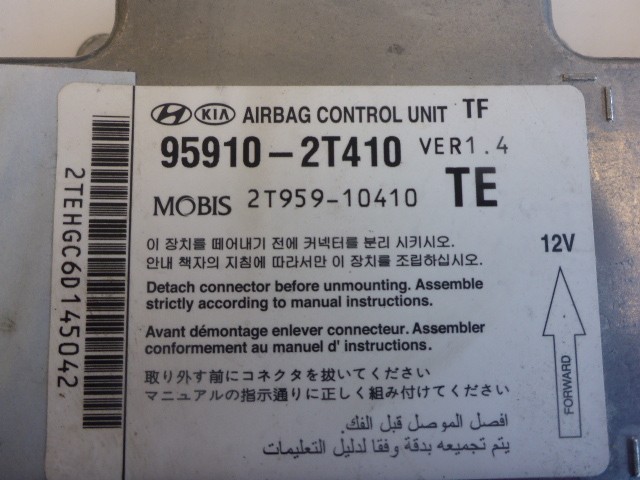 KIA AIRBAG CONTROL UNIT TF
95910-2T410 VER1.4
MOBIS 2T959-10410 TE
이 장치를 떼어내기 전에 커넥터를 분리 시키시오.
안내 책자의 지침에 따라서만 이 장치를 조립하십시오.
12V
Detach connector before unmounting. Assemble
strictly according to manual instructions.
Avant démontage enlever connecteur. Assembler
conformement au manuel d' instructions.
取り外す前にコネクタを抜いてください
マニュアルの指示通りに正しく組み付けてください
افصل الموصل قبل الفك.
يتم تجميعه بدقة وفقا لدليل التعليمات
FORWARD
2TEHGC6D145042,